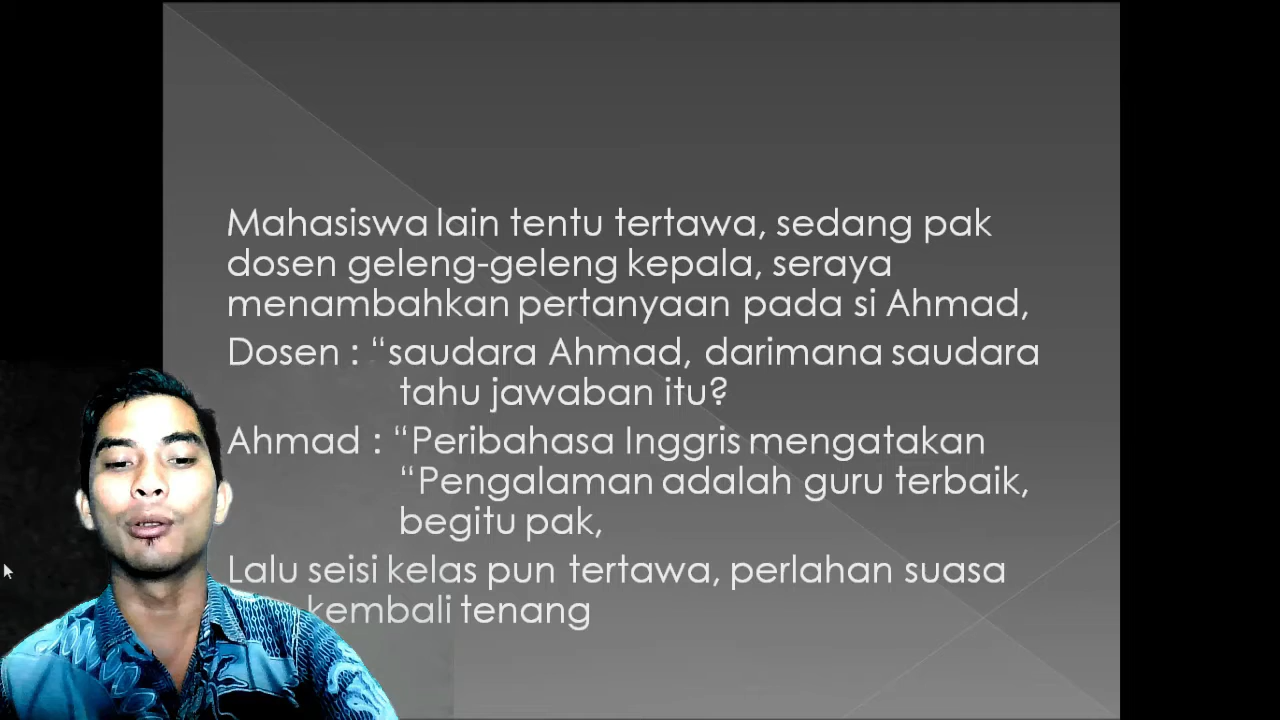 Mahasiswa lain tentu tertawa, sedang pak
dosen geleng-geleng kepala, seraya
menambahkan pertanyaan pada si Ahmad,
Dosen : “saudara Ahmad, darimana saudara
tahu jawaban itu?
Ahmad : “Peribahasa Inggris mengatakan
“Pengalaman adalah guru terbaik,
begitu pak,
Lalu seisi kelas pun tertawa, perlahan suasa
kembali tenang